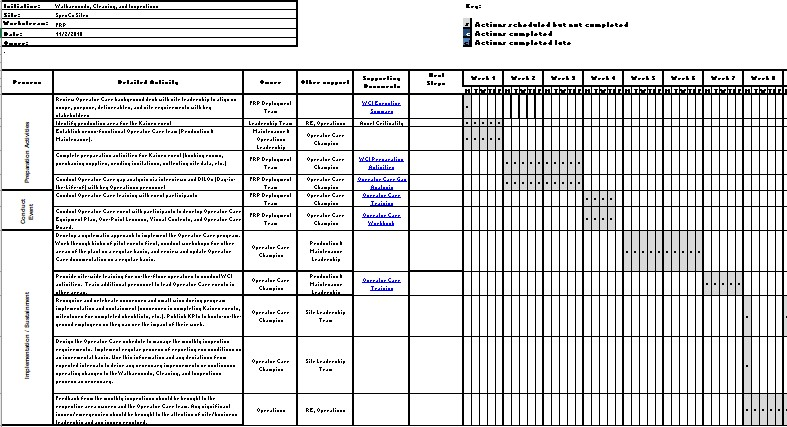 Initiative: Walkarounds, Cleaning, and Inspections
Site: SpecCo Sites
Workstream: PRP
Date: 11/2/2010
Owner:
Key:
Actions scheduled but not completed
Actions completed
Actions completed late
Process
Detailed Activity
Owner
Other support
Supporting
Documents
Next
Steps
Week 1
Week 2
Week 3
Week 4
Week 5
Week 6
Week 7
Week 8
Preparation Activities
Review Operator Care background deck with site leadership to align on
scope, purpose, deliverables, and site requirements with key
stakeholders
PRP Deployment
Team
WCI Executive
Summary
Identify production area for the Kaizen event
Leadership Team
RE, Operations
Asset Criticality
Establish cross-functional Operator Care team (Production &
Maintenance).
Maintenance &
Operations
Leadership
Operator Care
Champion
Complete preparation activities for Kaizen event (booking rooms,
purchasing supplies, sending invitations, collecting site data, etc.)
PRP Deployment
Team
Operator Care
Champion
WCI Preparation
Activities
Conduct Operator Care gap analysis via interviews and DILOs (Day-in-
the-Life-of) with key Operations personnel
PRP Deployment
Team
Operator Care
Champion
Operator Care Gap
Analysis
Conduct
Event
Conduct Operator Care training with event participants
PRP Deployment
Team
Operator Care
Champion
Operator Care
Training
Conduct Operator Care event with participants to develop Operator Care
Equipment Plan, One-Point Lessons, Visual Controls, and Operator Care
Board.
PRP Deployment
Team
Operator Care
Champion
Operator Care
Workbook
Implementation / Sustainment
Develop a systematic approach to implement the Operator Care program.
Work through kinks of pilot events first, conduct workshops for other
areas of the plant on a regular basis, and review and update Operator
Care documentation on a regular basis.
Operator Care
Champion
Production &
Maintenance
Leadership
Provide site-wide training for on-the-floor operators to conduct WCI
activities. Train additional personnel to lead Operator Care events in
other areas.
Operator Care
Champion
Production &
Maintenance
Leadership
Operator Care
Training
Recognize and celebrate successes and small wins during program
implementation and sustainment (successes in completing Kaizen events,
milestones for completed checklists, etc.). Publish KPIs to
ground employees so they can see the impact of their work.
Operator Care
Champion
Site Leadership
Team
Design the Operator Care schedule to manage the monthly inspection
requirements. Implement regular process of reporting run conditions on
an incremental basis. Use this information and any deviations from
expected intervals to drive any necessary improvements or continuous
operating changes to the Walkarounds, Cleaning, and Inspections
process as necessary.
Operator Care
Champion
Site Leadership
Team
Feedback from the monthly inspections should be brought to the
respective area owners and the Operator Care team. Any significant
issues/emergencies should be brought to the attention of site/business
leadership and any issues resolved.
Operations
RE, Operations